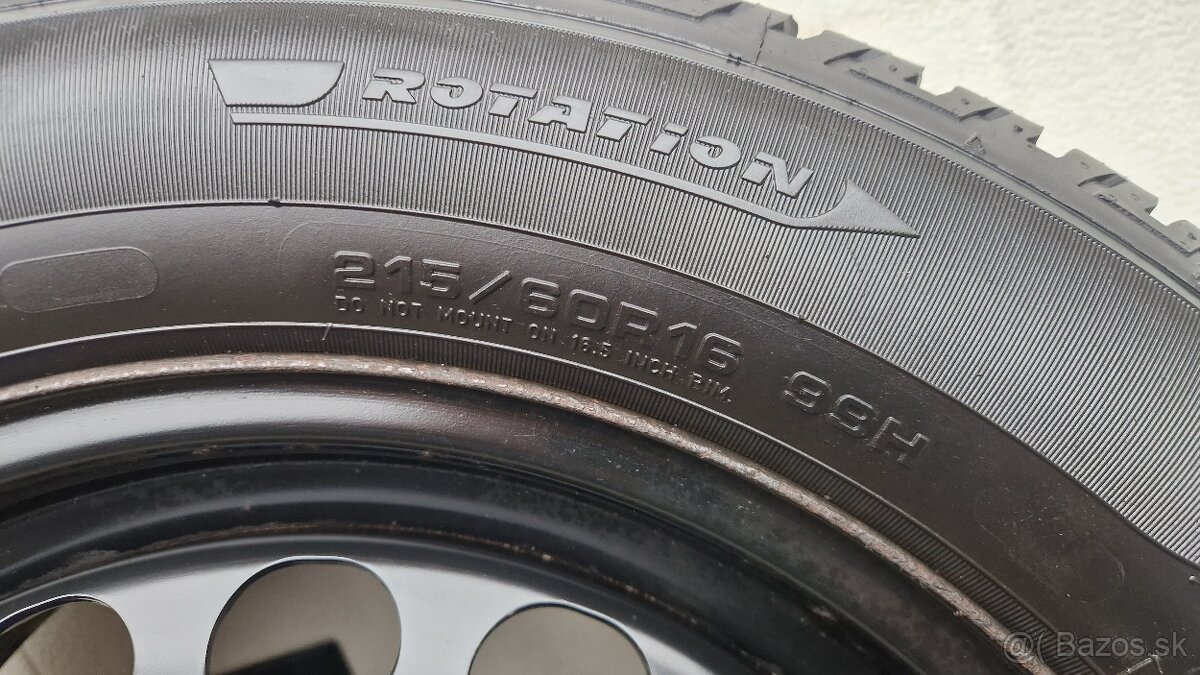 ROTATION
215/60R16 99H
DO NOT MOUNT ON 16.5 INCH RIM.
@ Bazos.sk